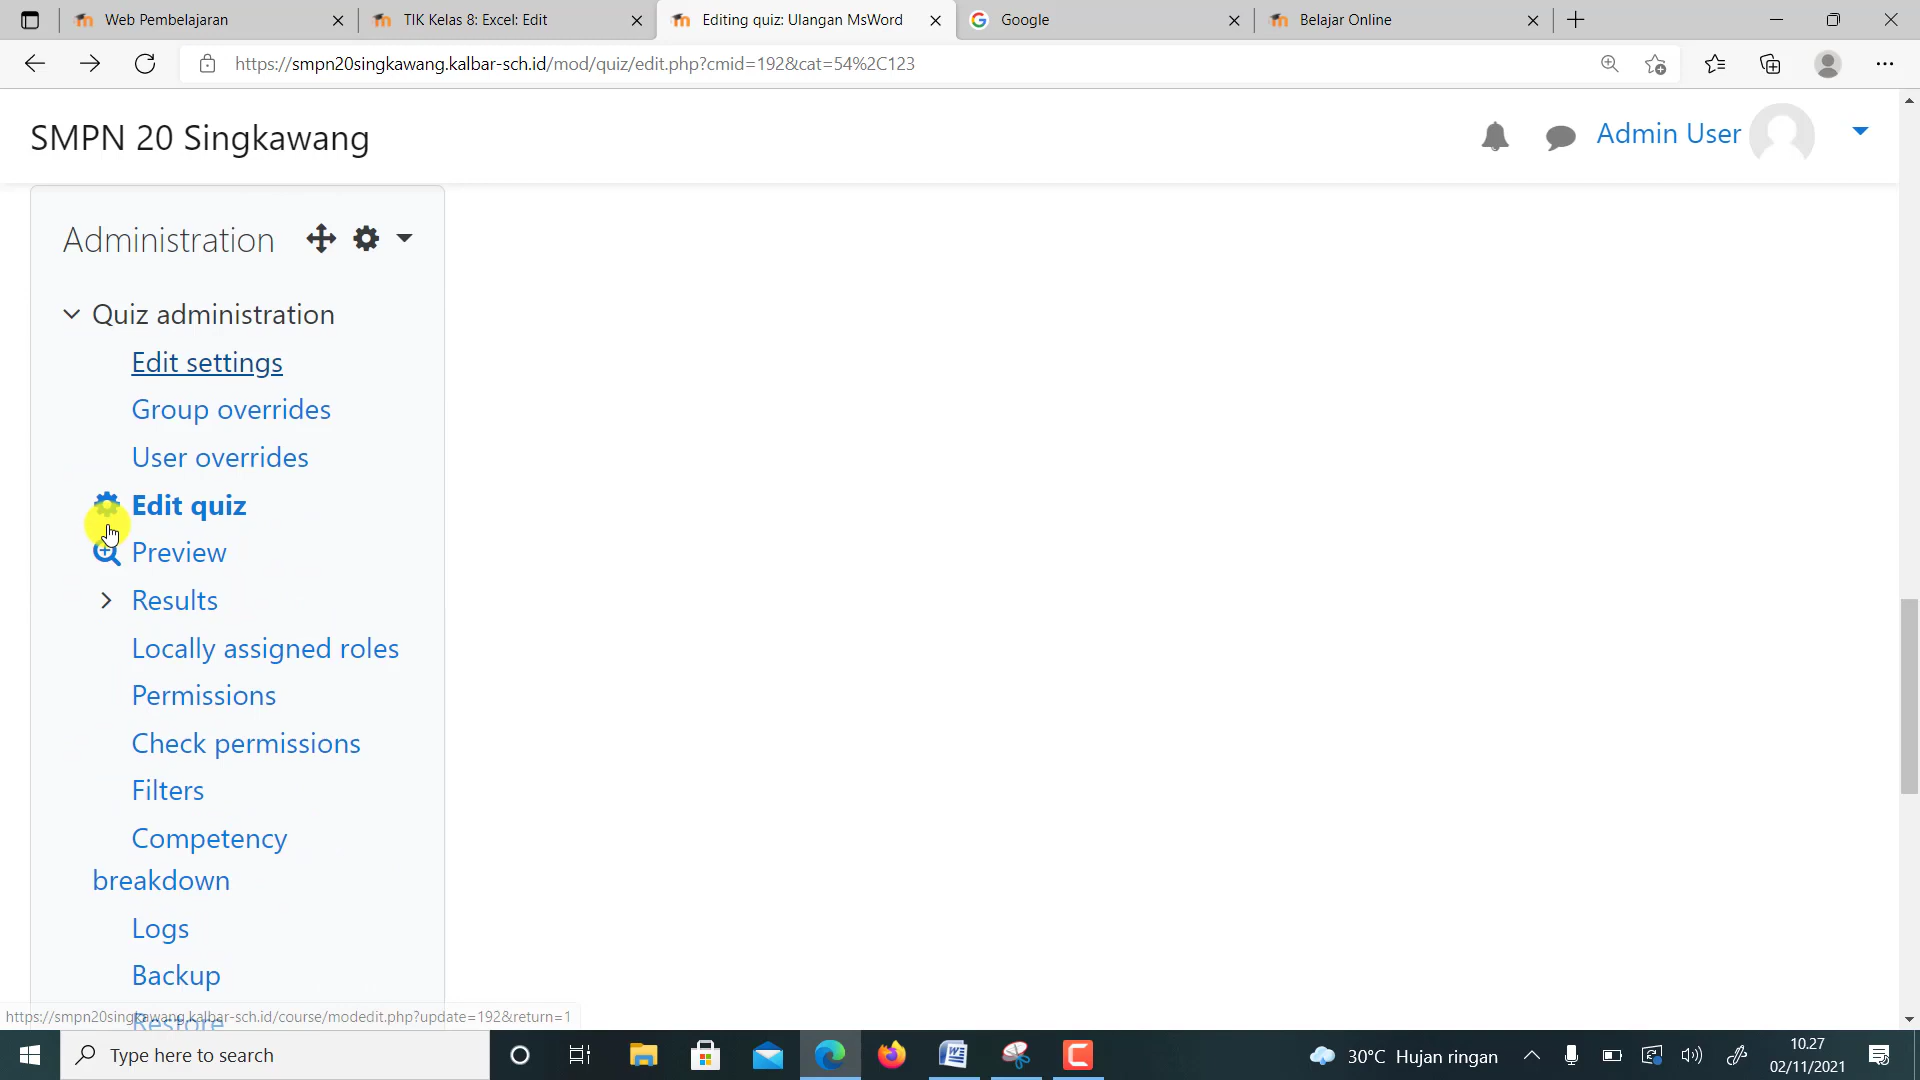 Web Pembelajaran
TIK Kelas 8: Excel: Edit
Editing quiz: Ulangan MsWord
Google
Belajar Online
https://smpn20singkawang.kalbar-sch.id/mod/quiz/edit.php?cmid=192&cat=54%2C123
SMPN 20 Singkawang
Admin User
Administration
Quiz administration
Edit settings
Group overrides
User overrides
Edit quiz
Preview
Results
Locally assigned roles
Permissions
Check permissions
Filters
Competency
breakdown
Logs
Backup
Restore
https://smpn20singkawang.kalbar-sch.id/course/modedit.php?update=192&return=1
Type here to search
30°C Hujan ringan
10.27
02/11/2021